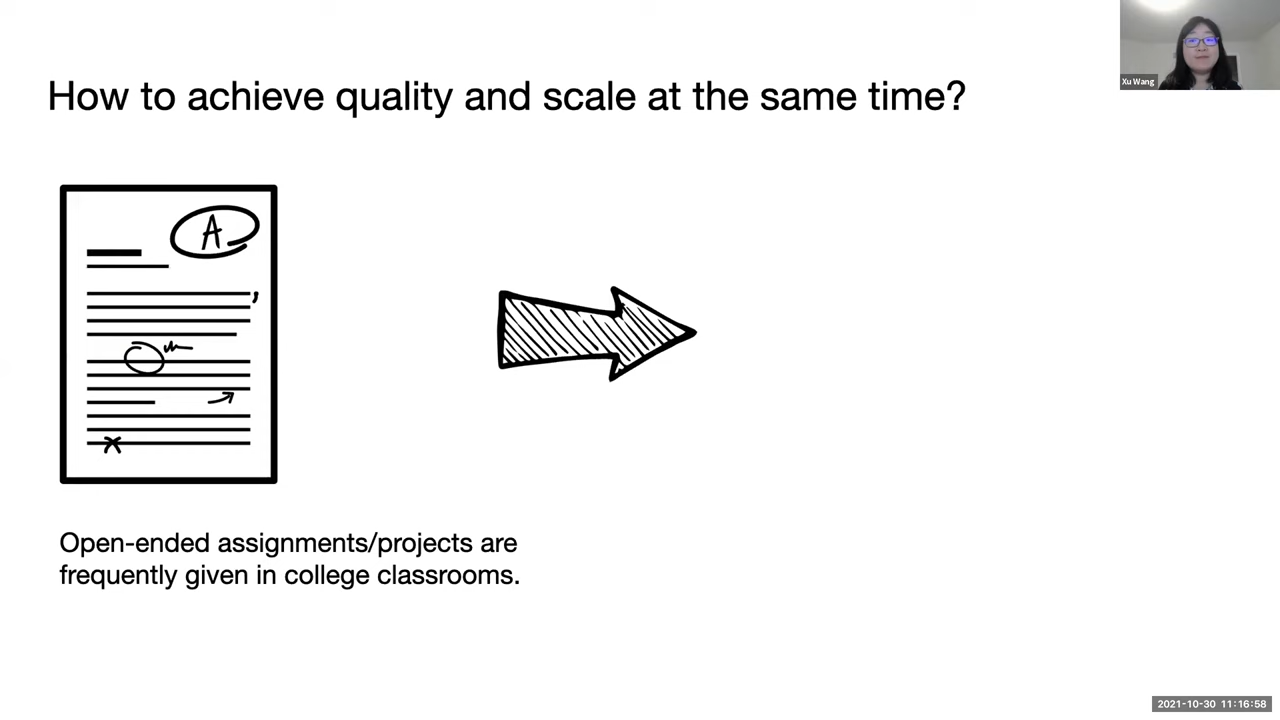 Xu Wang
How to achieve quality and scale at the same time?
A
Open-ended assignments/projects are
frequently given in college classrooms.
2021-10-30 11:16:58